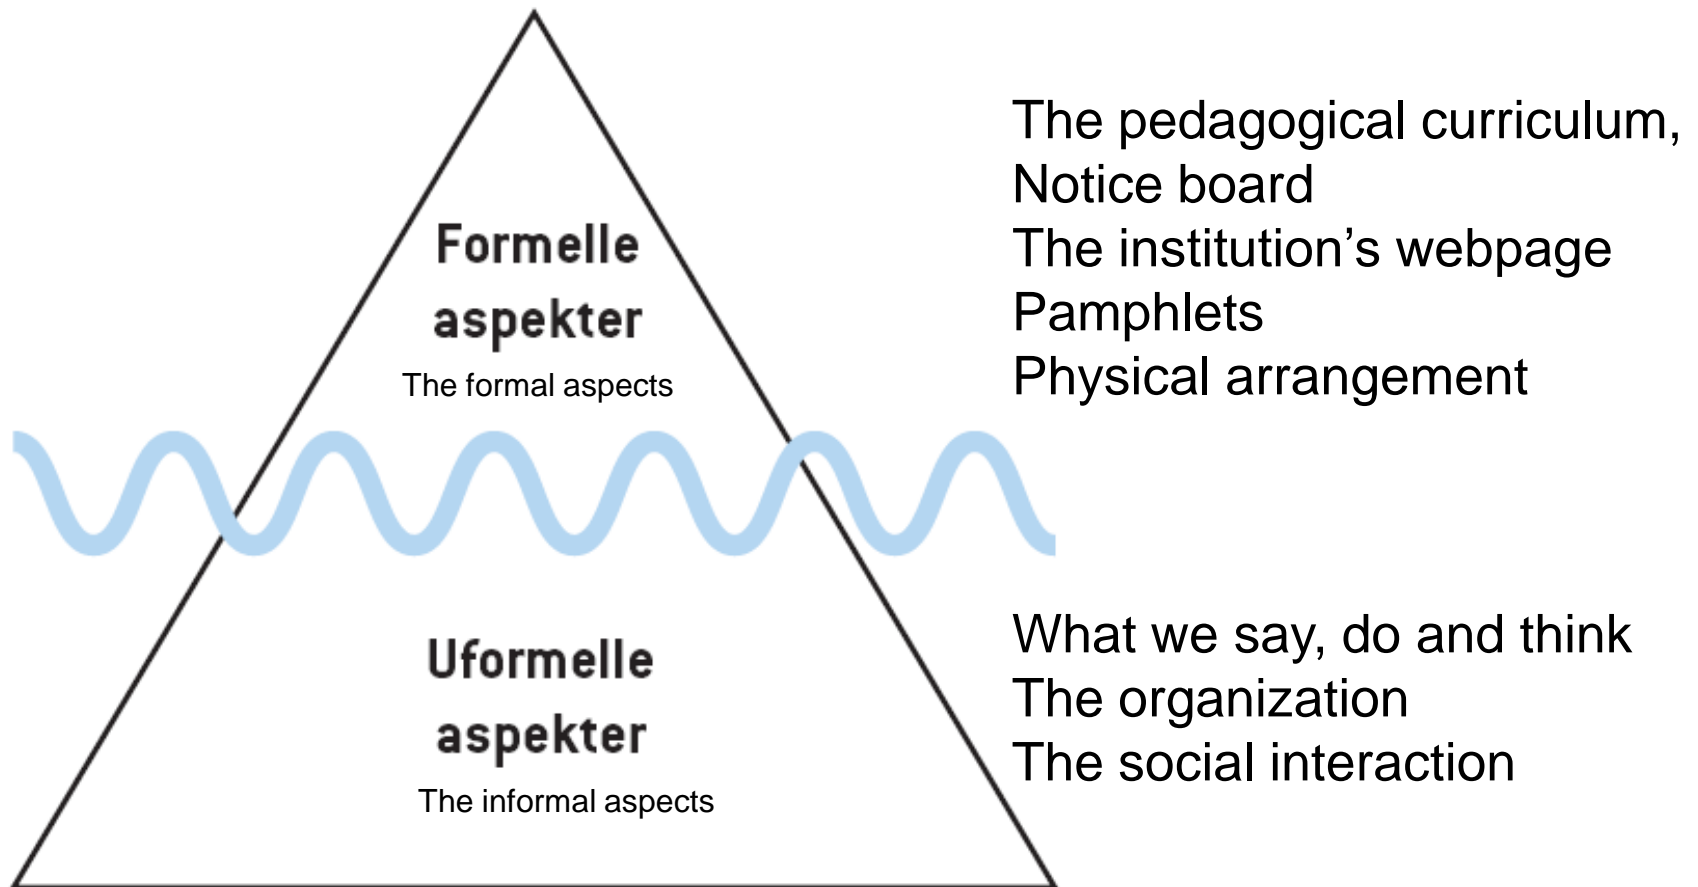 Formelle
aspekter
The formal aspects
The pedagogical curriculum,
Notice board
The institution’s webpage
Pamphlets
Physical arrangement
Uformelle
aspekter
The informal aspects
What we say, do and think
The organization
The social interaction